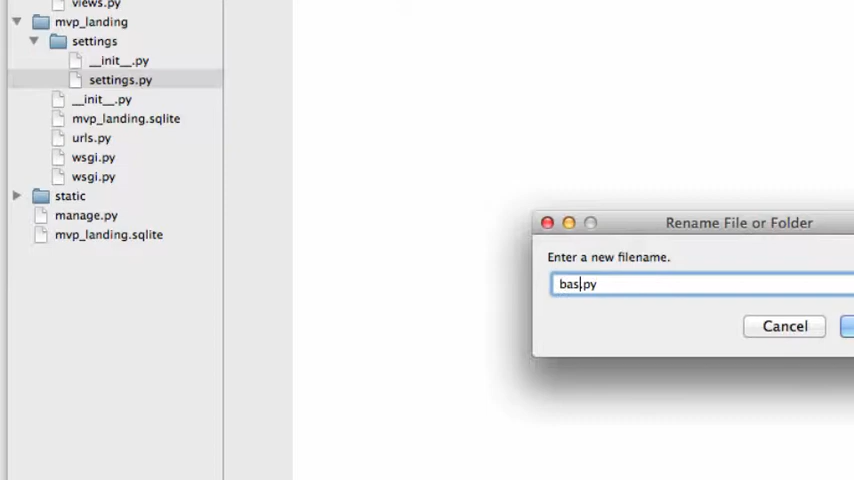 views.py
mvp_landing
settings
__init__.py
settings.py
__init__.py
mvp_landing.sqlite
urls.py
wsgi.py
wsgi.py
static
manage.py
mvp_landing.sqlite
Rename File or Folder
Enter a new filename.
bas.py
Cancel